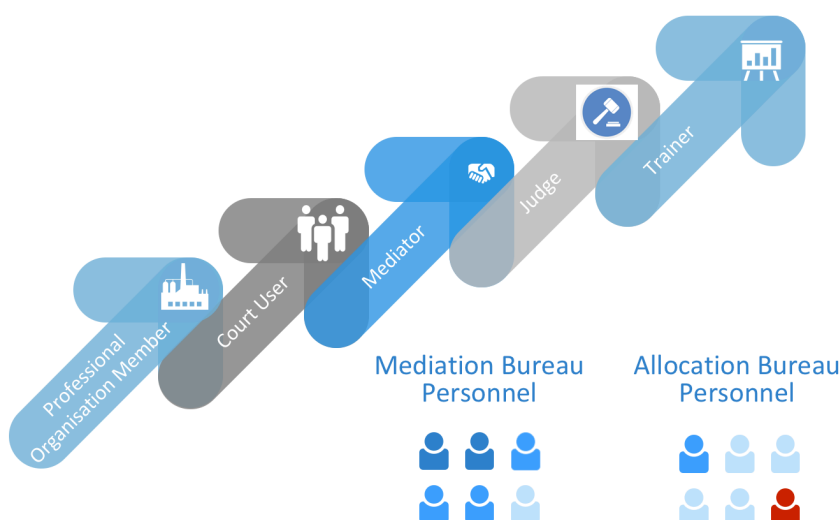 Professional
Organisation Member
Court User
Mediator
Judge
Trainer
Mediation Bureau
Personnel
Allocation Bureau
Personnel